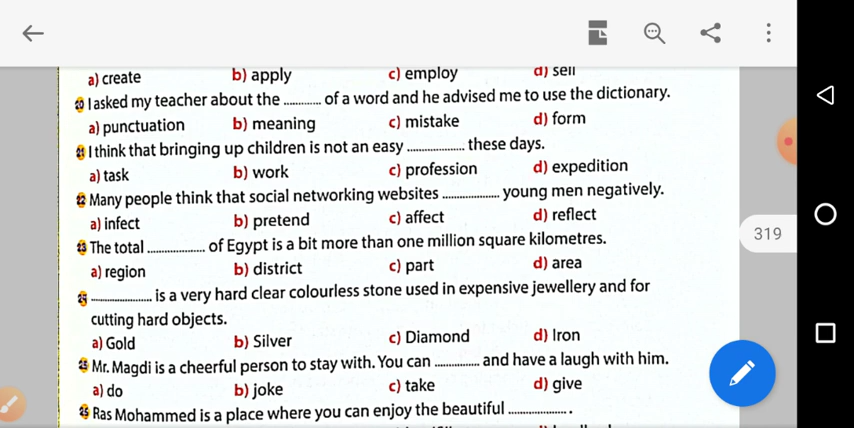 a) create b) apply c) employ d) sell
20 I asked my teacher about the ............ of a word and he advised me to use the dictionary.
a) punctuation b) meaning c) mistake d) form
21 I think that bringing up children is not an easy .................. these days.
a) task b) work c) profession d) expedition
22 Many people think that social networking websites .................. young men negatively.
a) infect b) pretend c) affect d) reflect
23 The total .................. of Egypt is a bit more than one million square kilometres.
a) region b) district c) part d) area
319
24 .................. is a very hard clear colourless stone used in expensive jewellery and for
cutting hard objects.
a) Gold b) Silver c) Diamond d) Iron
25 Mr. Magdi is a cheerful person to stay with. You can .............. and have a laugh with him.
a) do b) joke c) take d) give
Ras Mohammed is a place where you can enjoy the beautiful .................. .